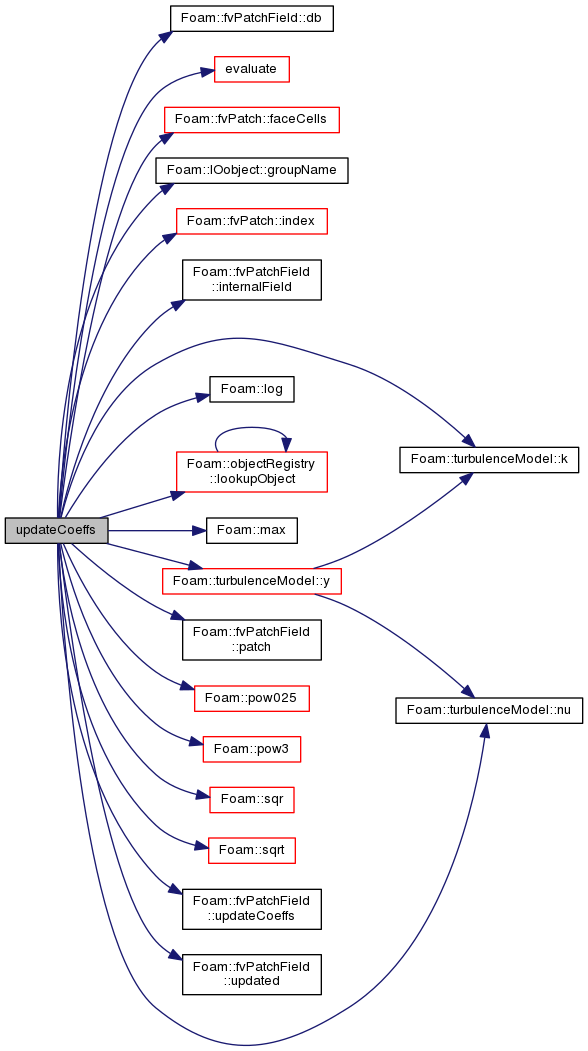 Foam::fvPatchField::db
evaluate
Foam::fvPatch::faceCells
Foam::IOobject::groupName
Foam::fvPatch::index
Foam::fvPatchField
::internalField
Foam::log
Foam::turbulenceModel::k
Foam::objectRegistry
::lookupObject
updateCoeffs
Foam::max
Foam::turbulenceModel::y
Foam::fvPatchField
::patch
Foam::pow025
Foam::turbulenceModel::nu
Foam::pow3
Foam::sqr
Foam::sqrt
Foam::fvPatchField
::updateCoeffs
Foam::fvPatchField
::updated